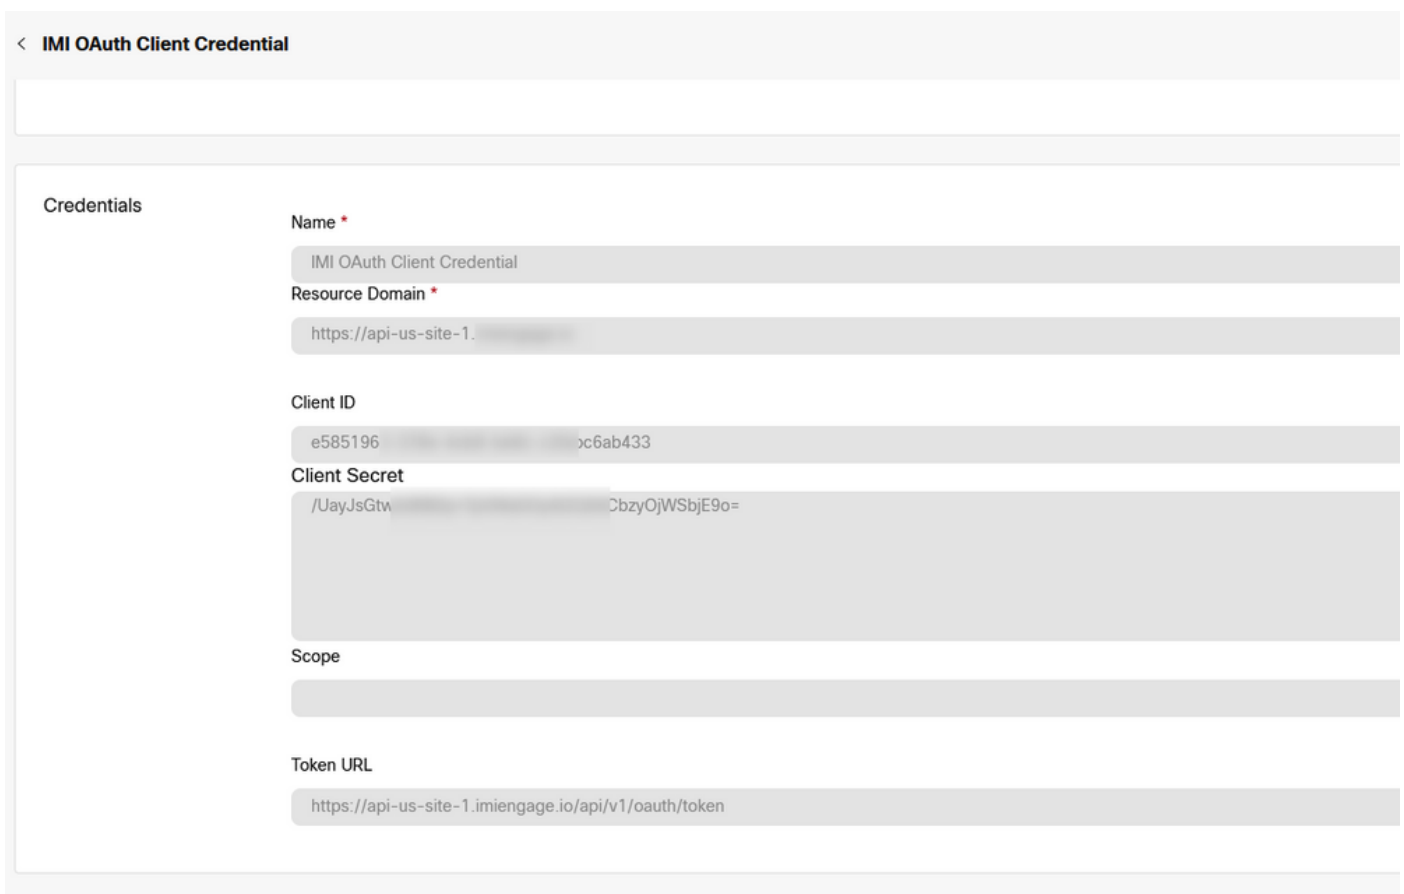 IMI OAuth Client Credential
Credentials
Name *
IMI OAuth Client Credential
Resource Domain *
https://api-us-site-1.
Client ID
e585196 c6ab433
Client Secret
/UayJsGtw CbzyOjWSbjE9o=
Scope
Token URL
https://api-us-site-1.imiengage.io/api/v1/oauth/token